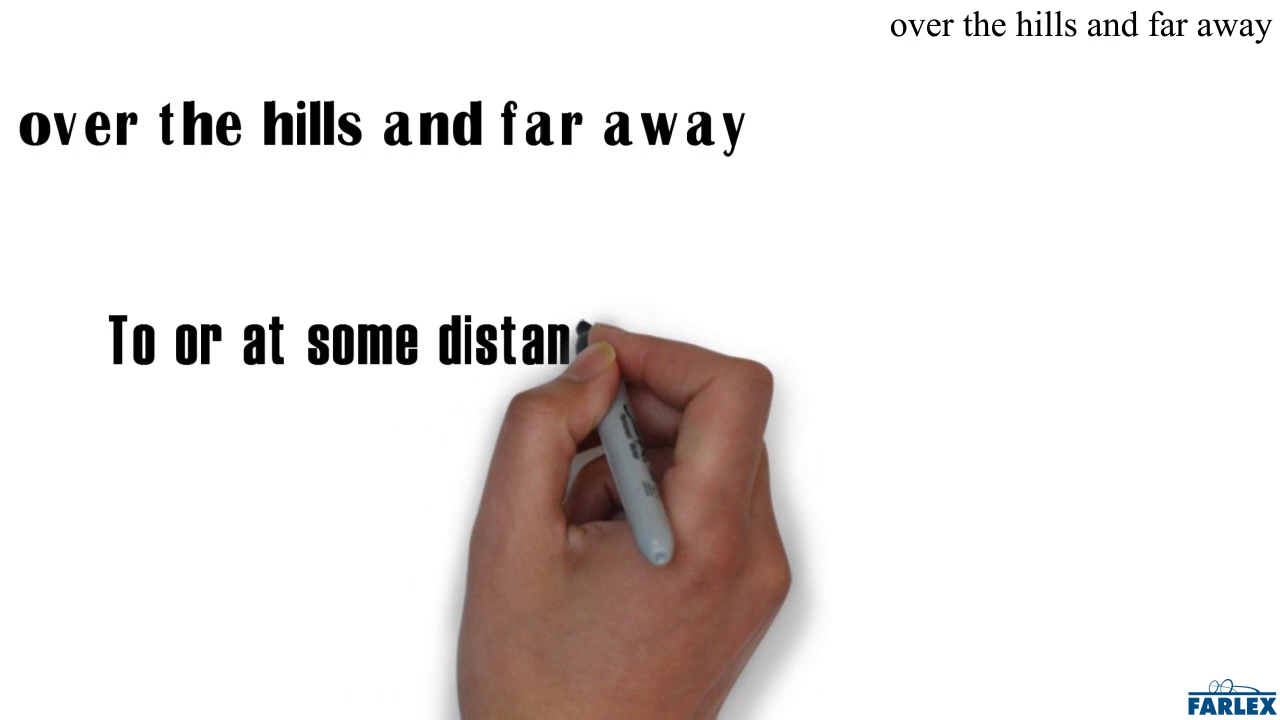 over the hills and far away
over the hills and far away
To or at some distan
FARLEX